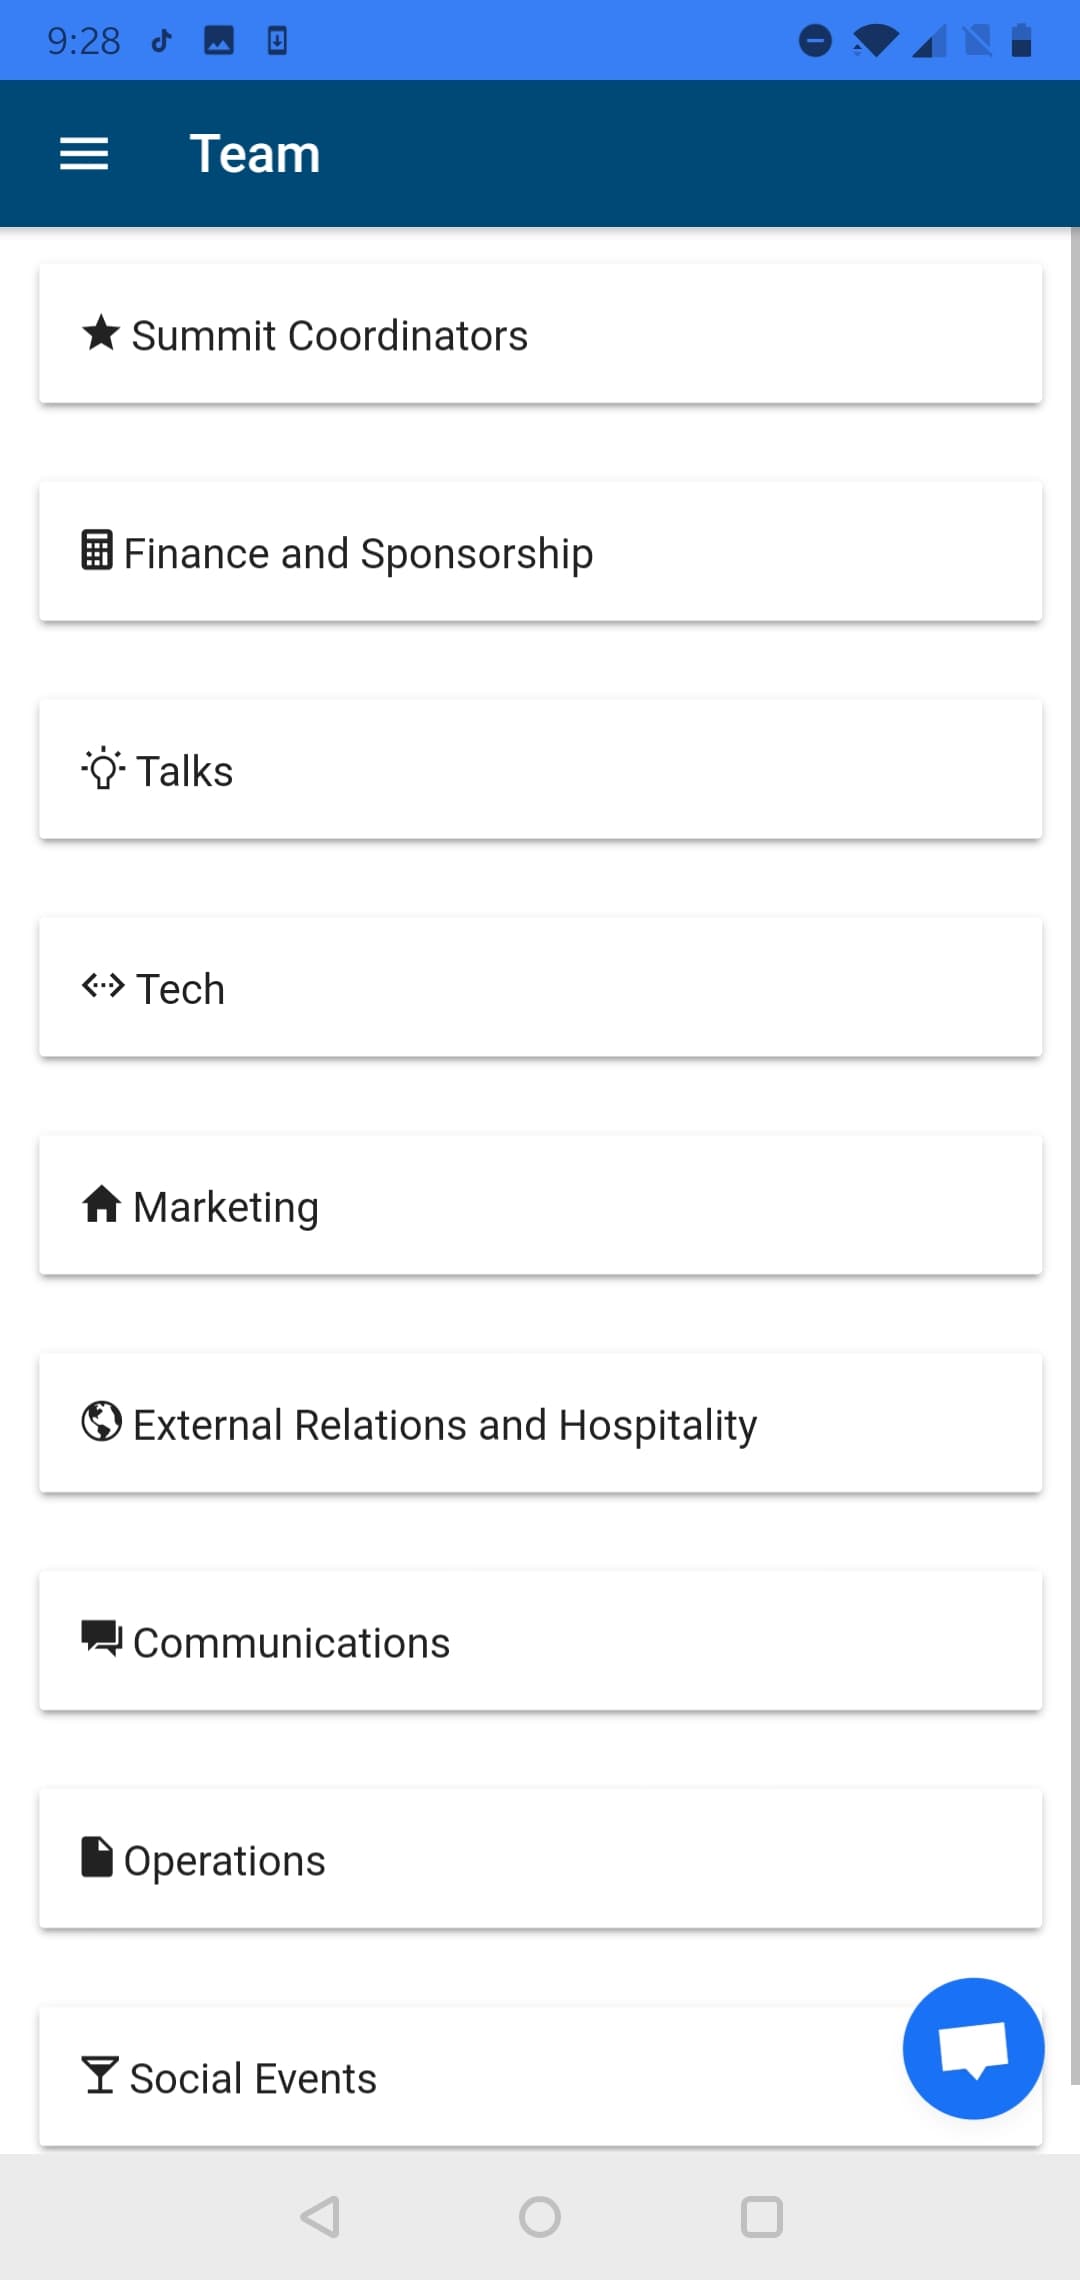 9:28
Team
Summit Coordinators
Finance and Sponsorship
Talks
Tech
Marketing
External Relations and Hospitality
Communications
Operations
Social Events